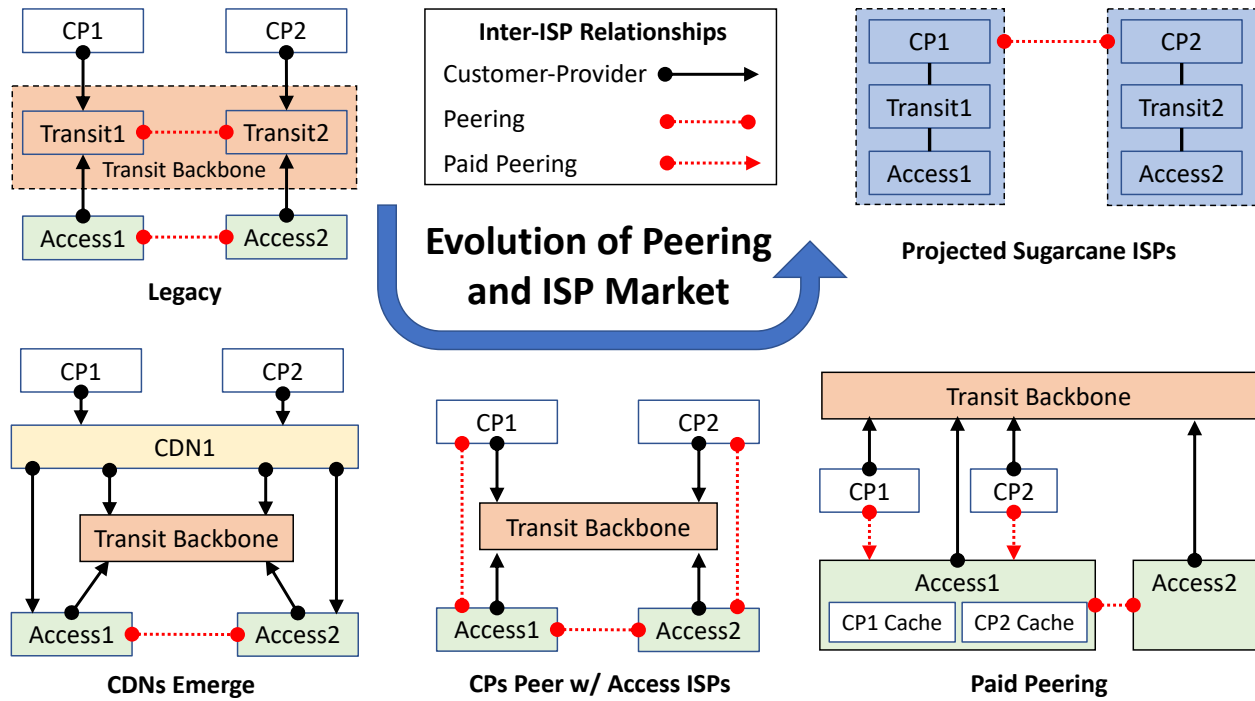 CP1
CP2
Transit1
Transit2
Transit Backbone
Access1
Access2
Legacy
Inter-ISP Relationships
Customer-Provider
Peering
Paid Peering
CP1
CP2
Transit1
Transit2
Access1
Access2
Projected Sugarcane ISPs
Evolution of Peering
and ISP Market
CP1
CP2
CDN1
Transit Backbone
Access1
Access2
CDNs Emerge
CP1
CP2
Transit Backbone
Access1
Access2
CPs Peer w/ Access ISPs
Transit Backbone
CP1
CP2
Access1
Access2
CP1 Cache
CP2 Cache
Paid Peering